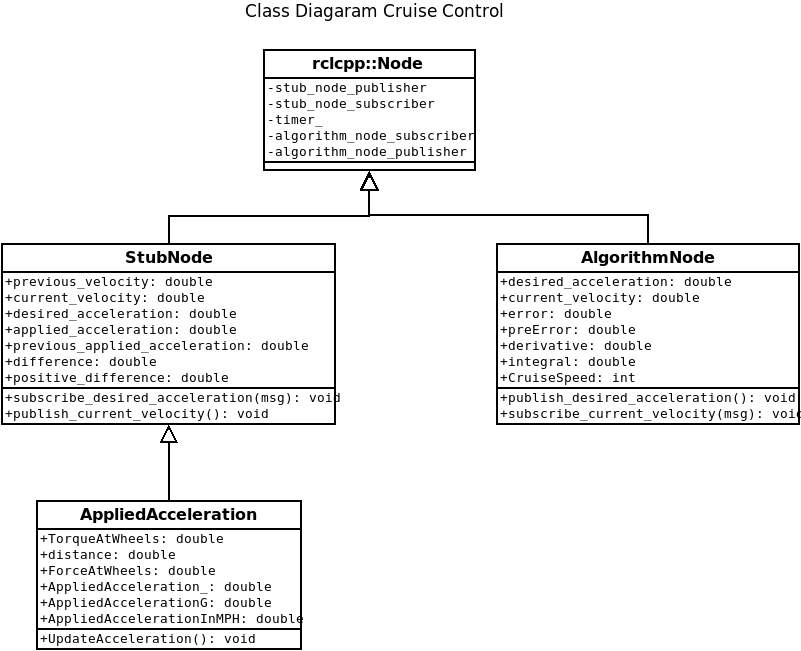 Class Diagaram Cruise Control
rclcpp::Node
-stub_node_publisher
-stub_node_subscriber
-timer_
-algorithm_node_subscriber
-algorithm_node_publisher
StubNode
+previous_velocity: double
+current_velocity: double
+desired_acceleration: double
+applied_acceleration: double
+previous_applied_acceleration: double
+difference: double
+positive_difference: double
+subscribe_desired_acceleration(msg): void
+publish_current_velocity(): void
AlgorithmNode
+desired_acceleration: double
+current_velocity: double
+error: double
+preError: double
+derivative: double
+integral: double
+CruiseSpeed: int
+publish_desired_acceleration(): void
+subscribe_current_velocity(msg): void
AppliedAcceleration
+TorqueAtWheels: double
+distance: double
+ForceAtWheels: double
+AppliedAcceleration_: double
+AppliedAccelerationG: double
+AppliedAccelerationInMPH: double
+UpdateAcceleration(): void